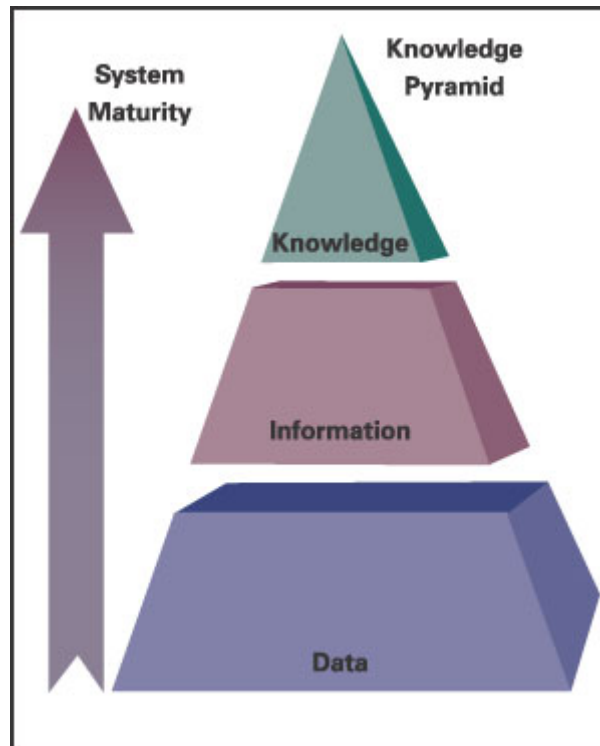 System
Maturity
Knowledge
Pyramid
Knowledge
Information
Data